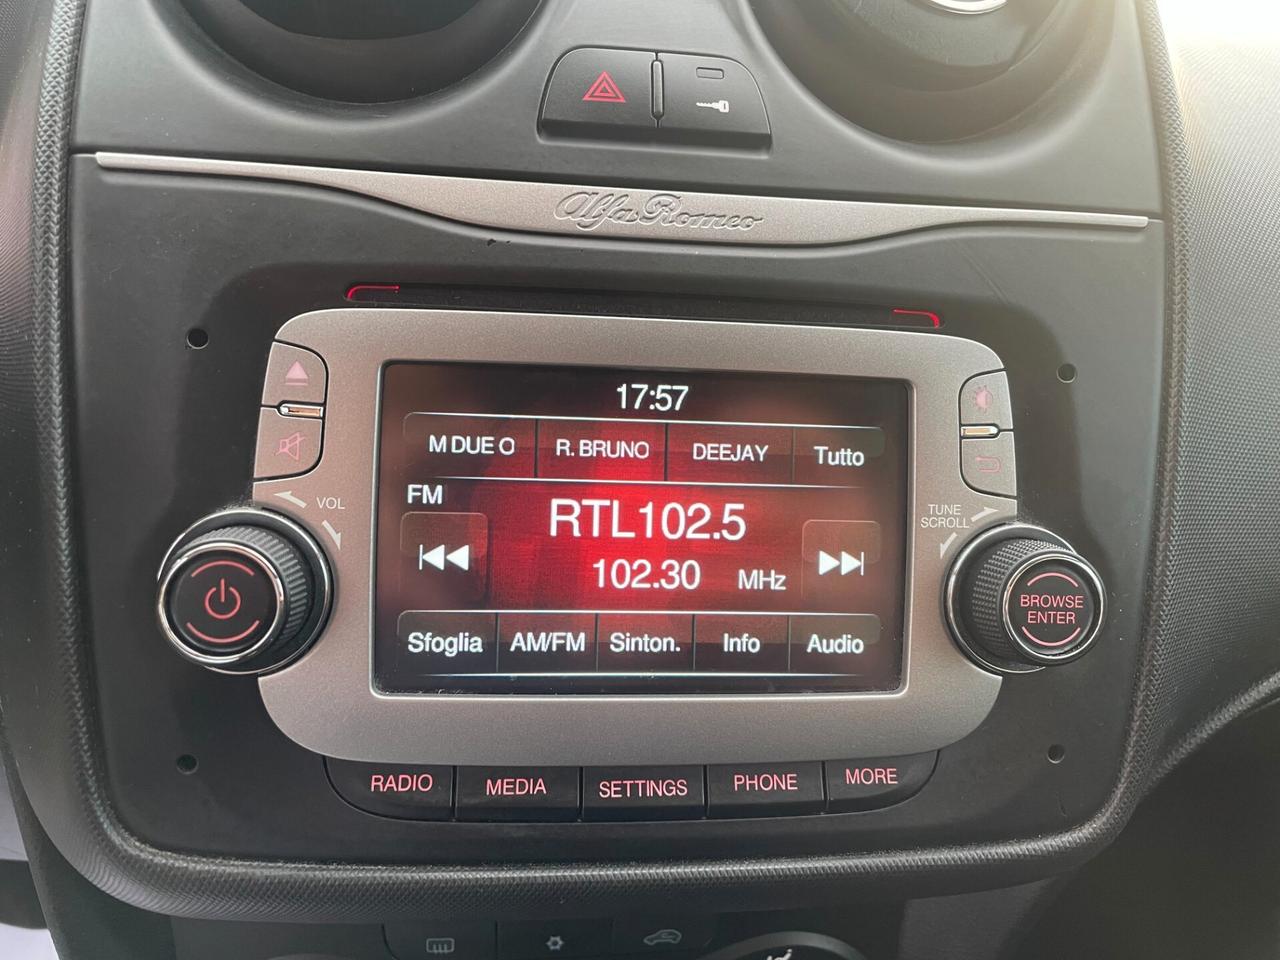 Alfa Romeo
17:57
M DUE O
R. BRUNO
DEEJAY
Tutto
FM
RTL102.5
102.30 MHz
Sfoglia
AM/FM
Sinton.
Info
Audio
VOL
TUNE
SCROLL
BROWSE
ENTER
RADIO
MEDIA
SETTINGS
PHONE
MORE